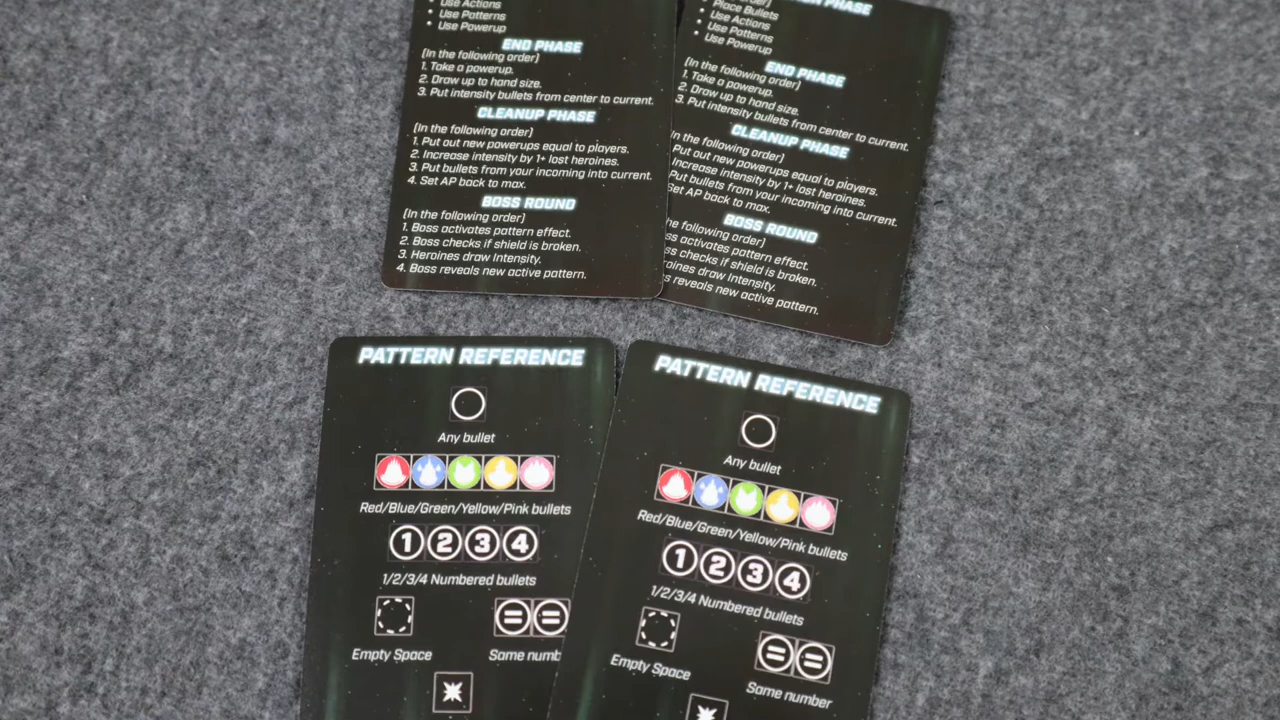 • Use Actions
• Use Patterns
• Use Powerup
END PHASE
(In the following order)
1. Take a powerup.
2. Draw up to hand size.
3. Put intensity bullets from center to current.
CLEANUP PHASE
(In the following order)
1. Put out new powerups equal to players.
2. Increase intensity by 1+ lost heroines.
3. Put bullets from your incoming into current.
4. Set AP back to max.
BOSS ROUND
(In the following order)
1. Boss activates pattern effect.
2. Boss checks if shield is broken.
3. Heroines draw Intensity.
4. Boss reveals new active pattern.
PHASE
• Place Bullets
• Use Actions
• Use Patterns
• Use Powerup
END PHASE
(In the following order)
1. Take a powerup.
2. Draw up to hand size.
3. Put intensity bullets from center to current.
CLEANUP PHASE
In the following order)
Put out new powerups equal to players.
Increase intensity by 1+ lost heroines.
Put bullets from your incoming into current.
Set AP back to max.
BOSS ROUND
he following order)
ss activates pattern effect.
ss checks if shield is broken.
oines draw Intensity.
s reveals new active pattern.
PATTERN REFERENCE
Any bullet
Red/Blue/Green/Yellow/Pink bullets
1 2 3 4
1/2/3/4 Numbered bullets
= =
Empty Space Same numb
PATTERN REFERENCE
Any bullet
Red/Blue/Green/Yellow/Pink bullets
1 2 3 4
1/2/3/4 Numbered bullets
= =
Empty Space Same number